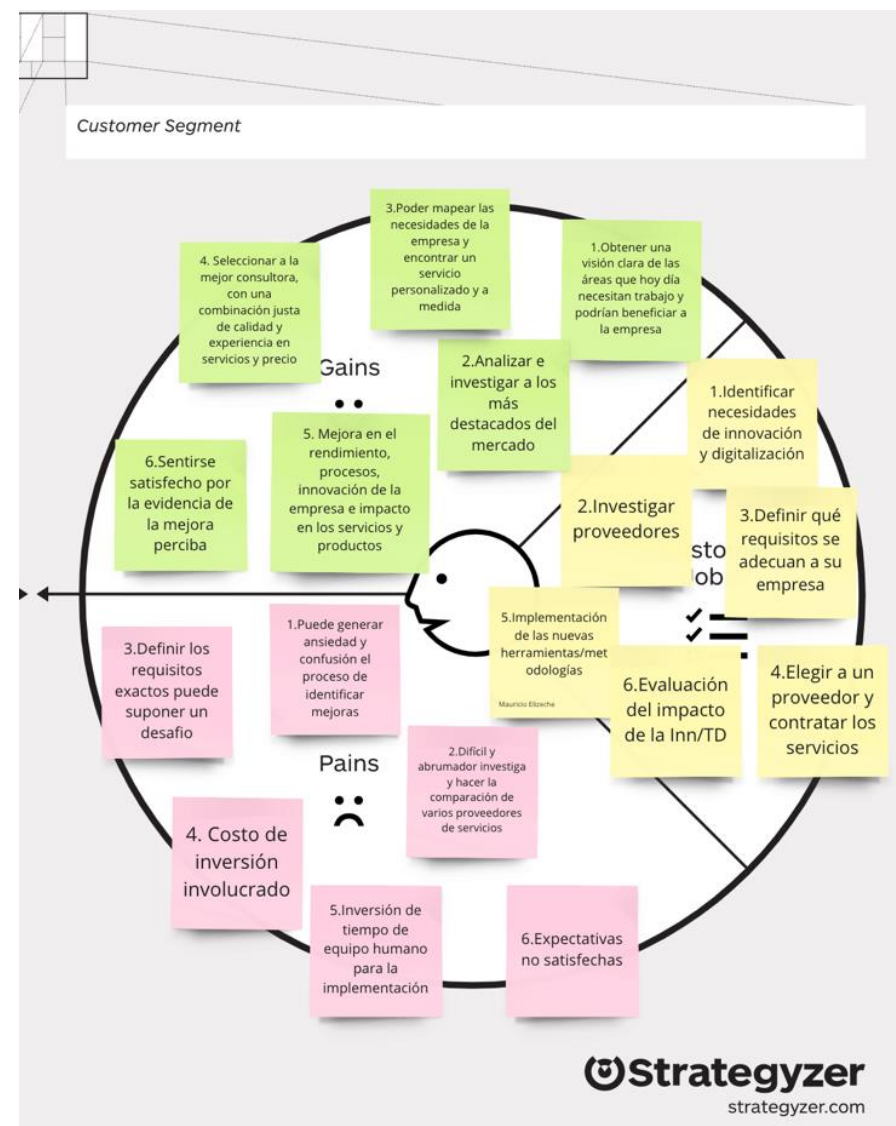 Customer Segment
3.Poder mapear las
necesidades de la
empresa y
encontrar un
servicio
personalizado y a
medida
4. Seleccionar a la
mejor consultora,
con una
combinación justa
de calidad y
experiencia en
servicios y precio
1.Obtener una
visión clara de las
áreas que hoy día
necesitan trabajo y
podrían beneficiar a
la empresa
Gains
2.Analizar e
investigar a los
más
destacados del
mercado
5. Mejora en el
rendimiento,
procesos,
innovación de la
empresa e impacto
en los servicios y
productos
6.Sentirse
satisfecho por
la evidencia de
la mejora
perciba
1.Identificar
necesidades
de innovación
y digitalización
2.Investigar
proveedores
3.Definir qué
requisitos se
adecuan a su
empresa
5.Implementación
de las nuevas
herramientas/met
odologías
Mauricio Elizeche
6.Evaluación
del impacto
de la Inn/TD
4.Elegir a un
proveedor y
contratar los
servicios
3.Definir los
requisitos
exactos puede
suponer un
desafio
1.Puede generar
ansiedad y
confusión el
proceso de
identificar
mejoras
Pains
2.Difícil y
abrumador investiga
y hacer la
comparación de
varios proveedores
de servicios
4. Costo de
inversión
involucrado
5.Inversión de
tiempo de
equipo humano
para la
implementación
6.Expectativas
no satisfechas
Strategyzer
strategyzer.com